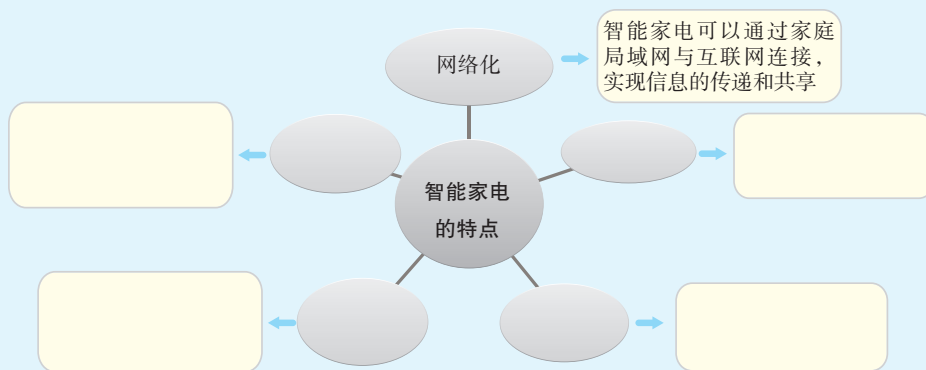 网络化
智能家电可以通过家庭
局域网与互联网连接，
实现信息的传递和共享
智能家电
的特点